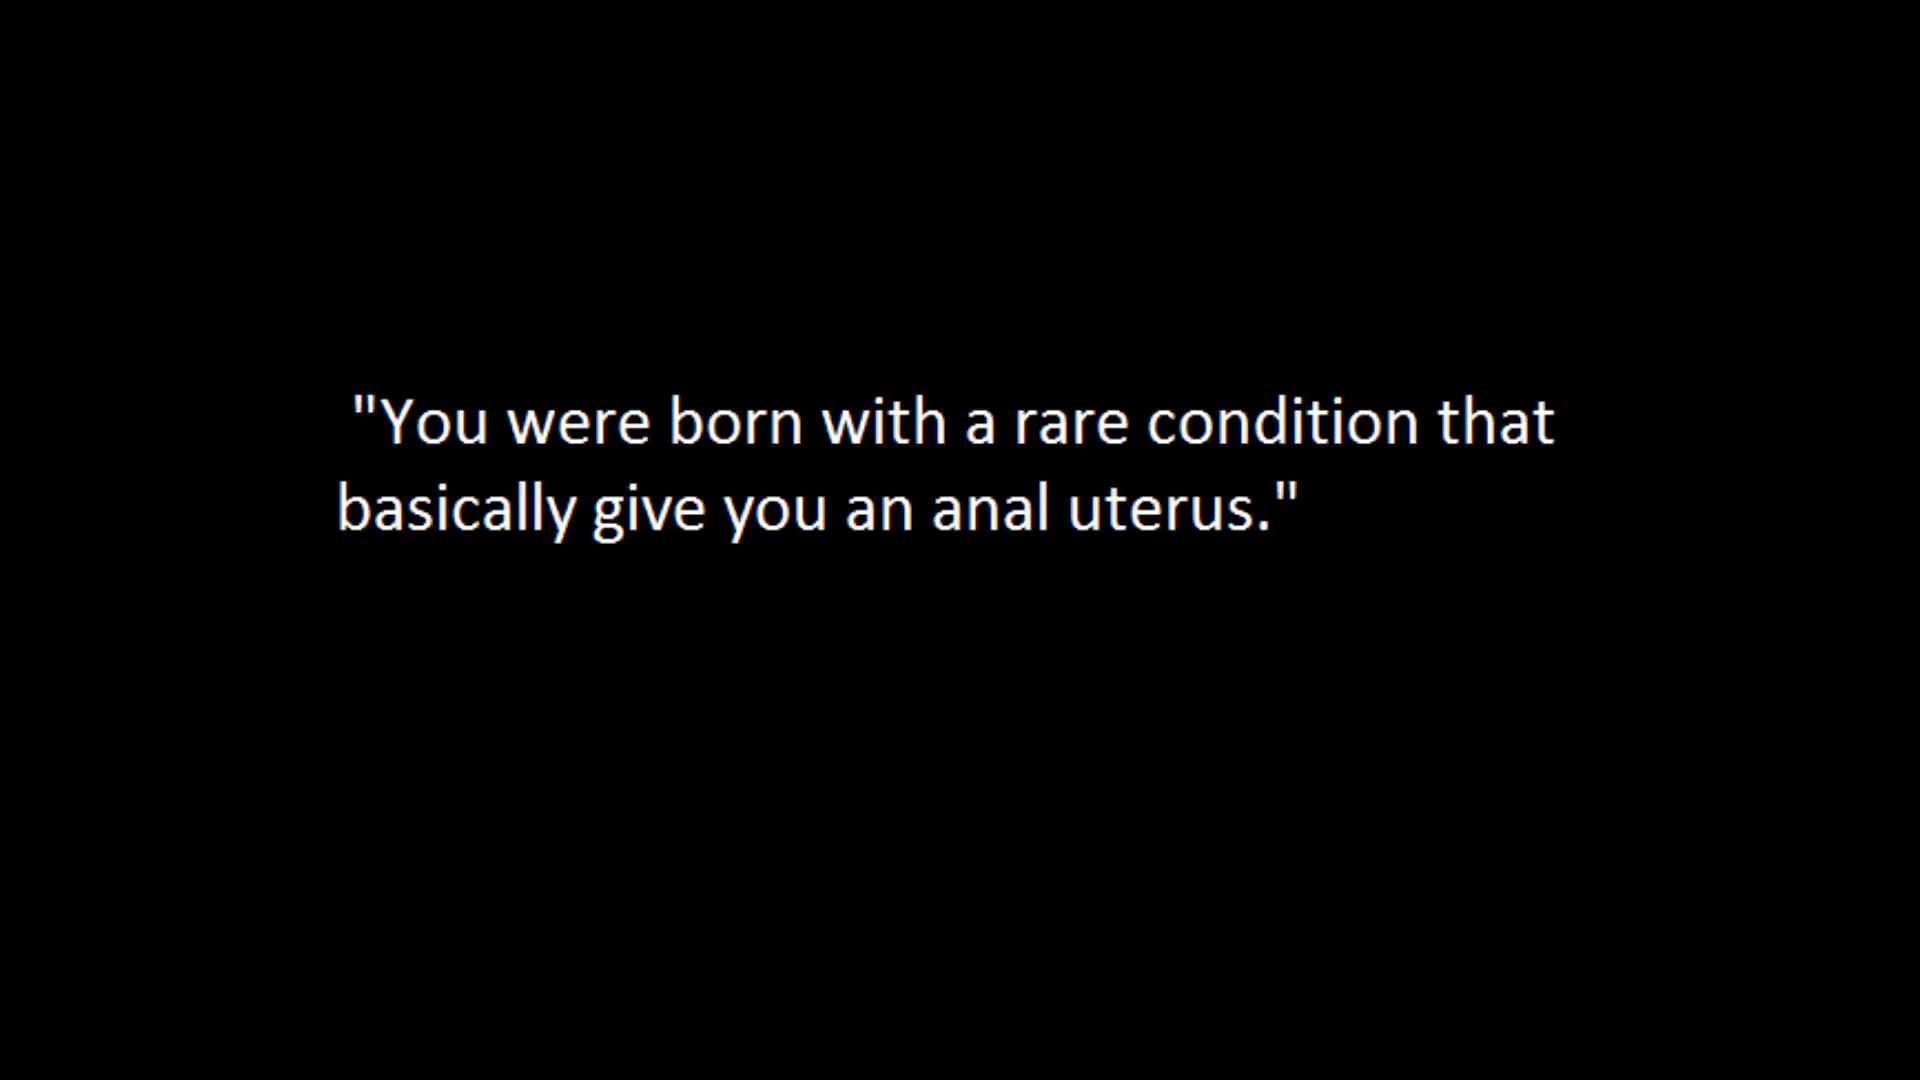 "You were born with a rare condition that
basically give you an anal uterus."